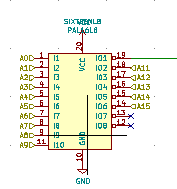 PAL16L8
20
VCC
A0 1 I1 IO1 19
A1 2 I2 IO2 18 A11
A2 3 I3 IO3 17 A12
A3 4 I4 IO4 16 A13
A4 5 I5 IO5 15 A14
A5 6 I6 IO6 14 A15
A6 7 I7 IO7 13
A7 8 I8 IO8 12
A8 9
A9 11 I10
GND
10
GND